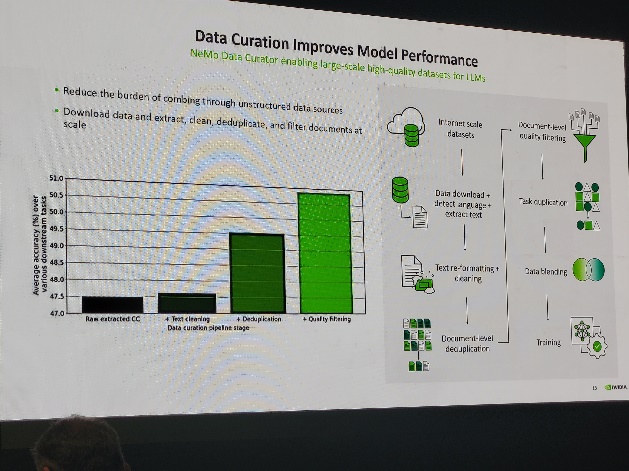 Data Curation Improves Model Performance
NeMo Data Curator enabling large-scale high-quality datasets for LLMs
Reduce the burden of combing through unstructured data sources
Download data and extract, clean, deduplicate, and filter documents at
scale
51.0
50.5
50.0
49.5
49.0
48.5
48.0
47.5
47.0
Average accuracy (%) over
various downstream tasks
Raw extracted CC
+ Text cleaning
+ Deduplication
+ Quality filtering
Data curation pipeline stage
Internet scale
datasets
Data download +
detect language +
extract text
Text re-formatting +
cleaning
Document-level
deduplication
Document-level
quality filtering
Task duplication
Data blending
Training
NVIDIA